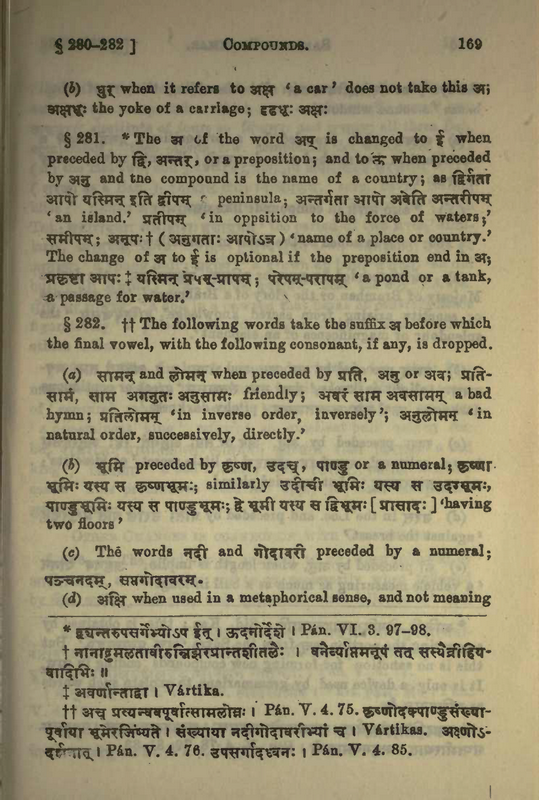 § 280-282 ] COMPOUNDS. 169
(b) धुर् when it refers to अक्ष 'a car' does not take this अ;
अक्षधूः the yoke of a carriage; दृढधूः अक्षः
§ 281. *The अ of the word अप् is changed to ई when
preceded by द्वि, अन्तर्, or a preposition; and to ऊ when preceded
by अनु and the compound is the name of a country; as द्विर्गता
आपो यस्मिन् इति द्वीपम् peninsula; अन्तर्गता आपो अत्रेति अन्तरीपम्
'an island.' प्रतीपम् 'in oppsition to the force of waters;'
समीपम्; अनूपः† (अनुगताः आपोऽत्र) 'name of a place or country.'
The change of अ to ई is optional if the preposition end in अ;
प्रकृष्टा आपः‡ यस्मिन् प्रेपम्-प्रापम्; परेपम्-परापम् 'a pond or a tank,
a passage for water.'
§ 282. †† The following words take the suffix अ before which
the final vowel, with the following consonant, if any, is dropped.
(a) सामन् and लोमन् when preceded by प्रति, अनु or अव; प्रति-
सामं, साम अनुगतः अनुसामः friendly; अवरं साम अवसामम् a bad
hymn; प्रतिलोमम् 'in inverse order, inversely'; अनुलोमम् 'in
natural order, successively, directly.'
(b) भूमि preceded by कृष्ण, उदच्, पाण्डु or a numeral; कृष्णा
भूमिः यस्य स कृष्णभूमः; similarly उदीची भूमिः यस्य स उदग्भूमः,
पाण्डुभूमिः यस्य स पाण्डुभूमः; द्वे भूमी यस्य स द्विभूमः [ प्रासादः ] 'having
two floors'
(c) The words नदी and गोदावरी preceded by a numeral;
पञ्चनदम्, सप्तगोदावरम्.
(d) अक्षि when used in a metaphorical sense, and not meaning
* द्व्यन्तरुपसर्गेभ्योऽप ईत् । ऊदनोर्देशे । Pán. VI. 3. 97-98.
† नानाद्रुमलतावीरुन्निर्झरप्रान्तशीतलैः । वनैर्व्याप्तमनूपं तत् सस्यैर्व्रीहिय-
वादिभिः ॥
‡ अवर्णान्ताद्वा । Vártika.
†† अच् प्रत्यन्ववपूर्वात्सामलोम्नः । Pán. V. 4. 75. कृष्णोदक्पाण्डुसंख्या-
पूर्वाया भूमेरजिष्यते । संख्याया नदीगोदावरीभ्यां च । Vártikas. अक्ष्णोऽ-
दर्शनात् । Pán. V. 4. 76. उपसर्गादध्वनः । Pán. V. 4. 85.